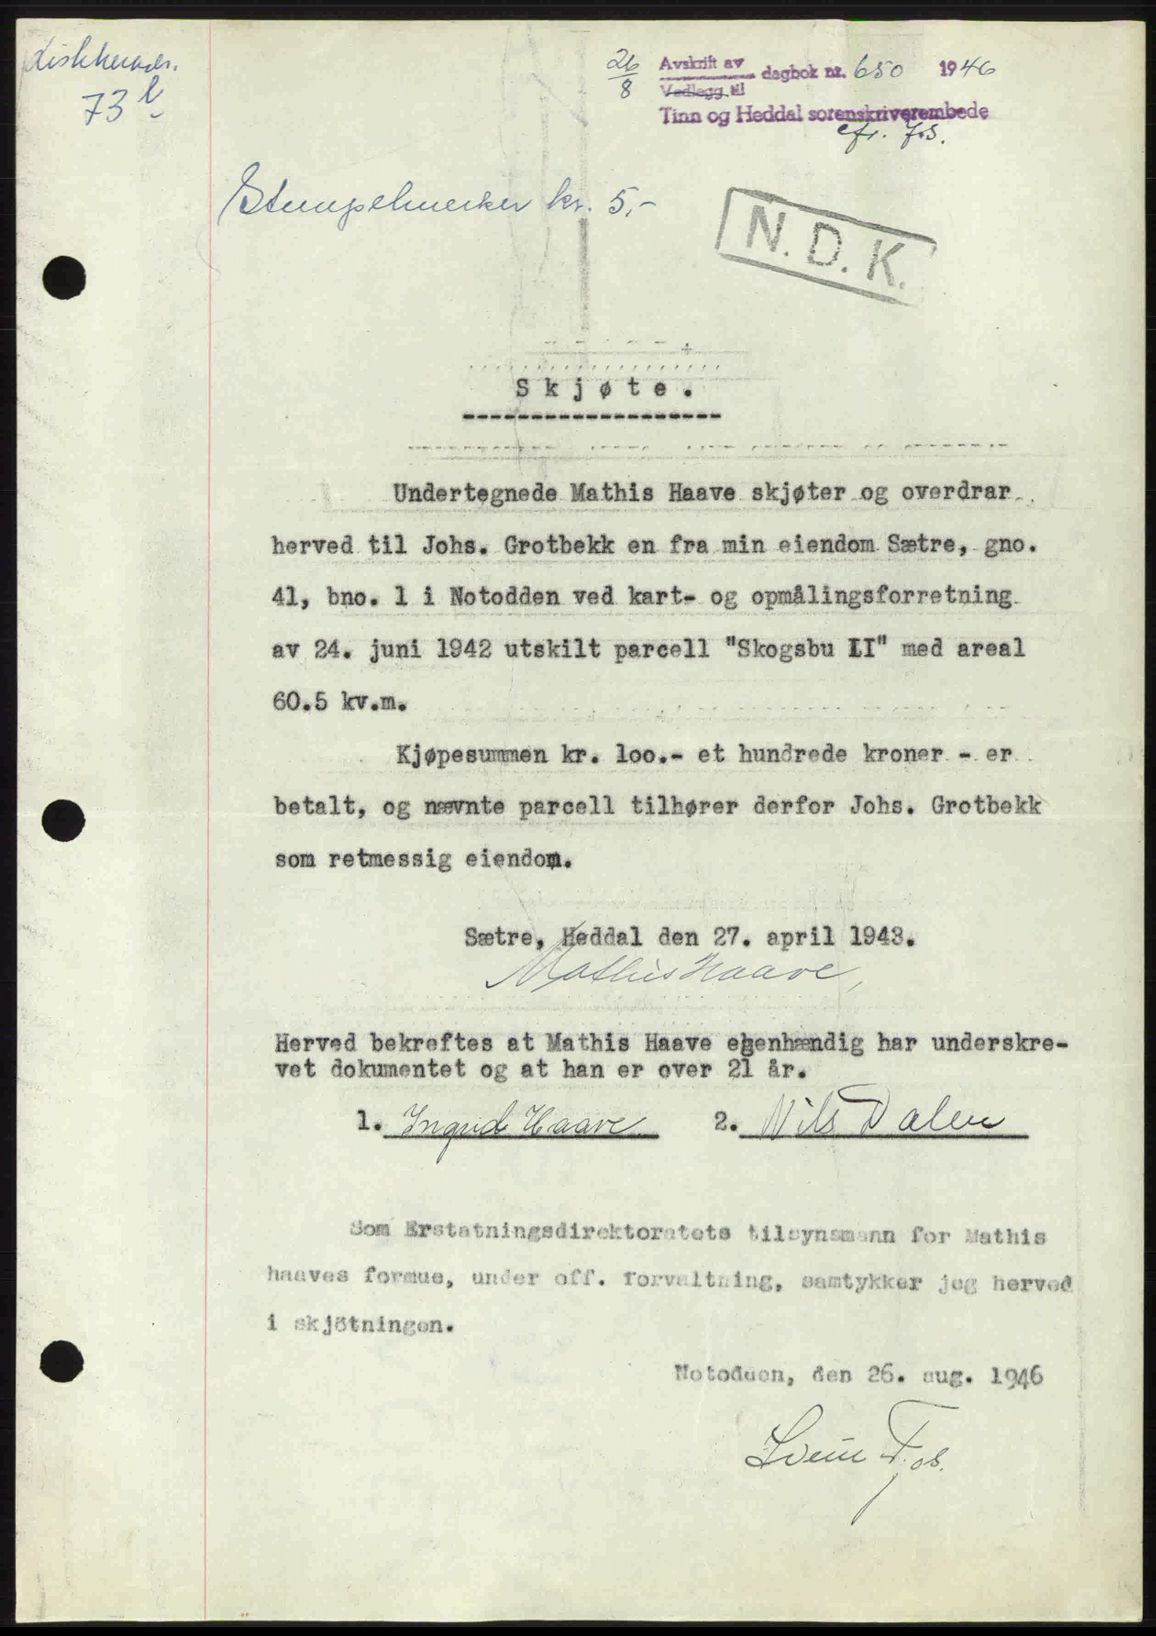 73 b
26/8 Avskrift av dagbok nr. 650 1946
Vedlegg til
Tinn og Heddal sorenskriverembede
cfr. Fos.
Stempelmerker kr. 5,-
N.D.K.
Skjøte.
Undertegnede Mathis Haave skjøter og overdrar
herved til Johs. Grotbekk en fra min eiendom Sætre, gno.
41, bno. 1 i Notodden ved kart- og opmålingsforretning
av 24. juni 1942 utskilt parcell "Skogsbu II" med areal
60.5 kv.m.
Kjøpesummen kr. loo.- et hundrede kroner - er
betalt, og nævnte parcell tilhører derfor Johs. Grotbekk
som retmessig eiendom.
Sætre, Heddal den 27. april 1943.
Mathis Haave,
Herved bekreftes at Mathis Haave egenhændig har underskre-
vet dokumentet og at han er over 21 år.
1. Ingrid Haave 2. Nils Dalen
Som Erstatningsdirektoratets tilsynsmann for Mathis
haaves formue, under off. forvaltning, samtykker jeg herved
i skjötningen.
Notodden, den 26. aug. 1946
Svein Fos.